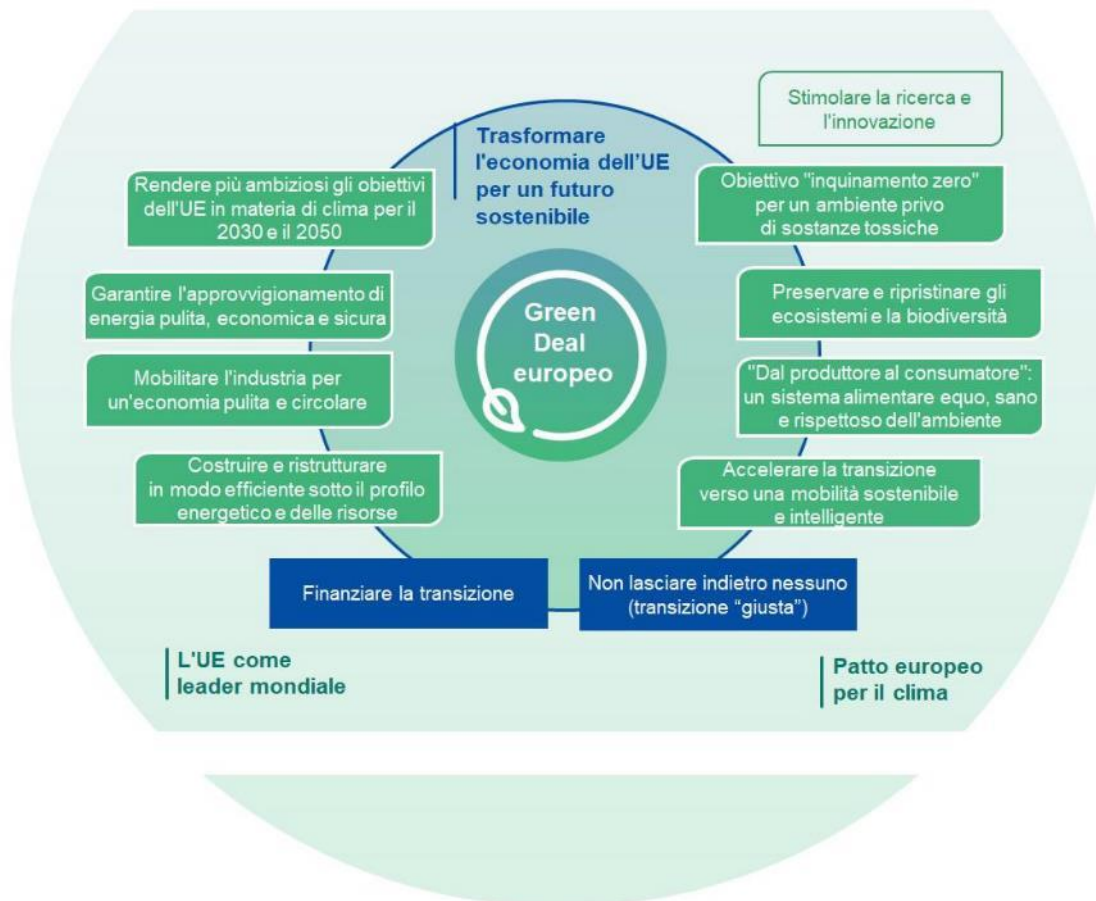 Stimolare la ricerca e
l'innovazione
Trasformare
l'economia dell'UE
per un futuro
sostenibile
Rendere più ambiziosi gli obiettivi
dell'UE in materia di clima per il
2030 e il 2050
Obiettivo "inquinamento zero"
per un ambiente privo
di sostanze tossiche
Garantire l'approvvigionamento di
energia pulita, economica e sicura
Preservare e ripristinare gli
ecosistemi e la biodiversità
Green
Deal
europeo
Mobilitare l'industria per
un'economia pulita e circolare
"Dal produttore al consumatore":
un sistema alimentare equo, sano
e rispettoso dell'ambiente
Costruire e ristrutturare
in modo efficiente sotto il profilo
energetico e delle risorse
Accelerare la transizione
verso una mobilità sostenibile
e intelligente
Finanziare la transizione
Non lasciare indietro nessuno
(transizione “giusta”)
L'UE come
leader mondiale
Patto europeo
per il clima